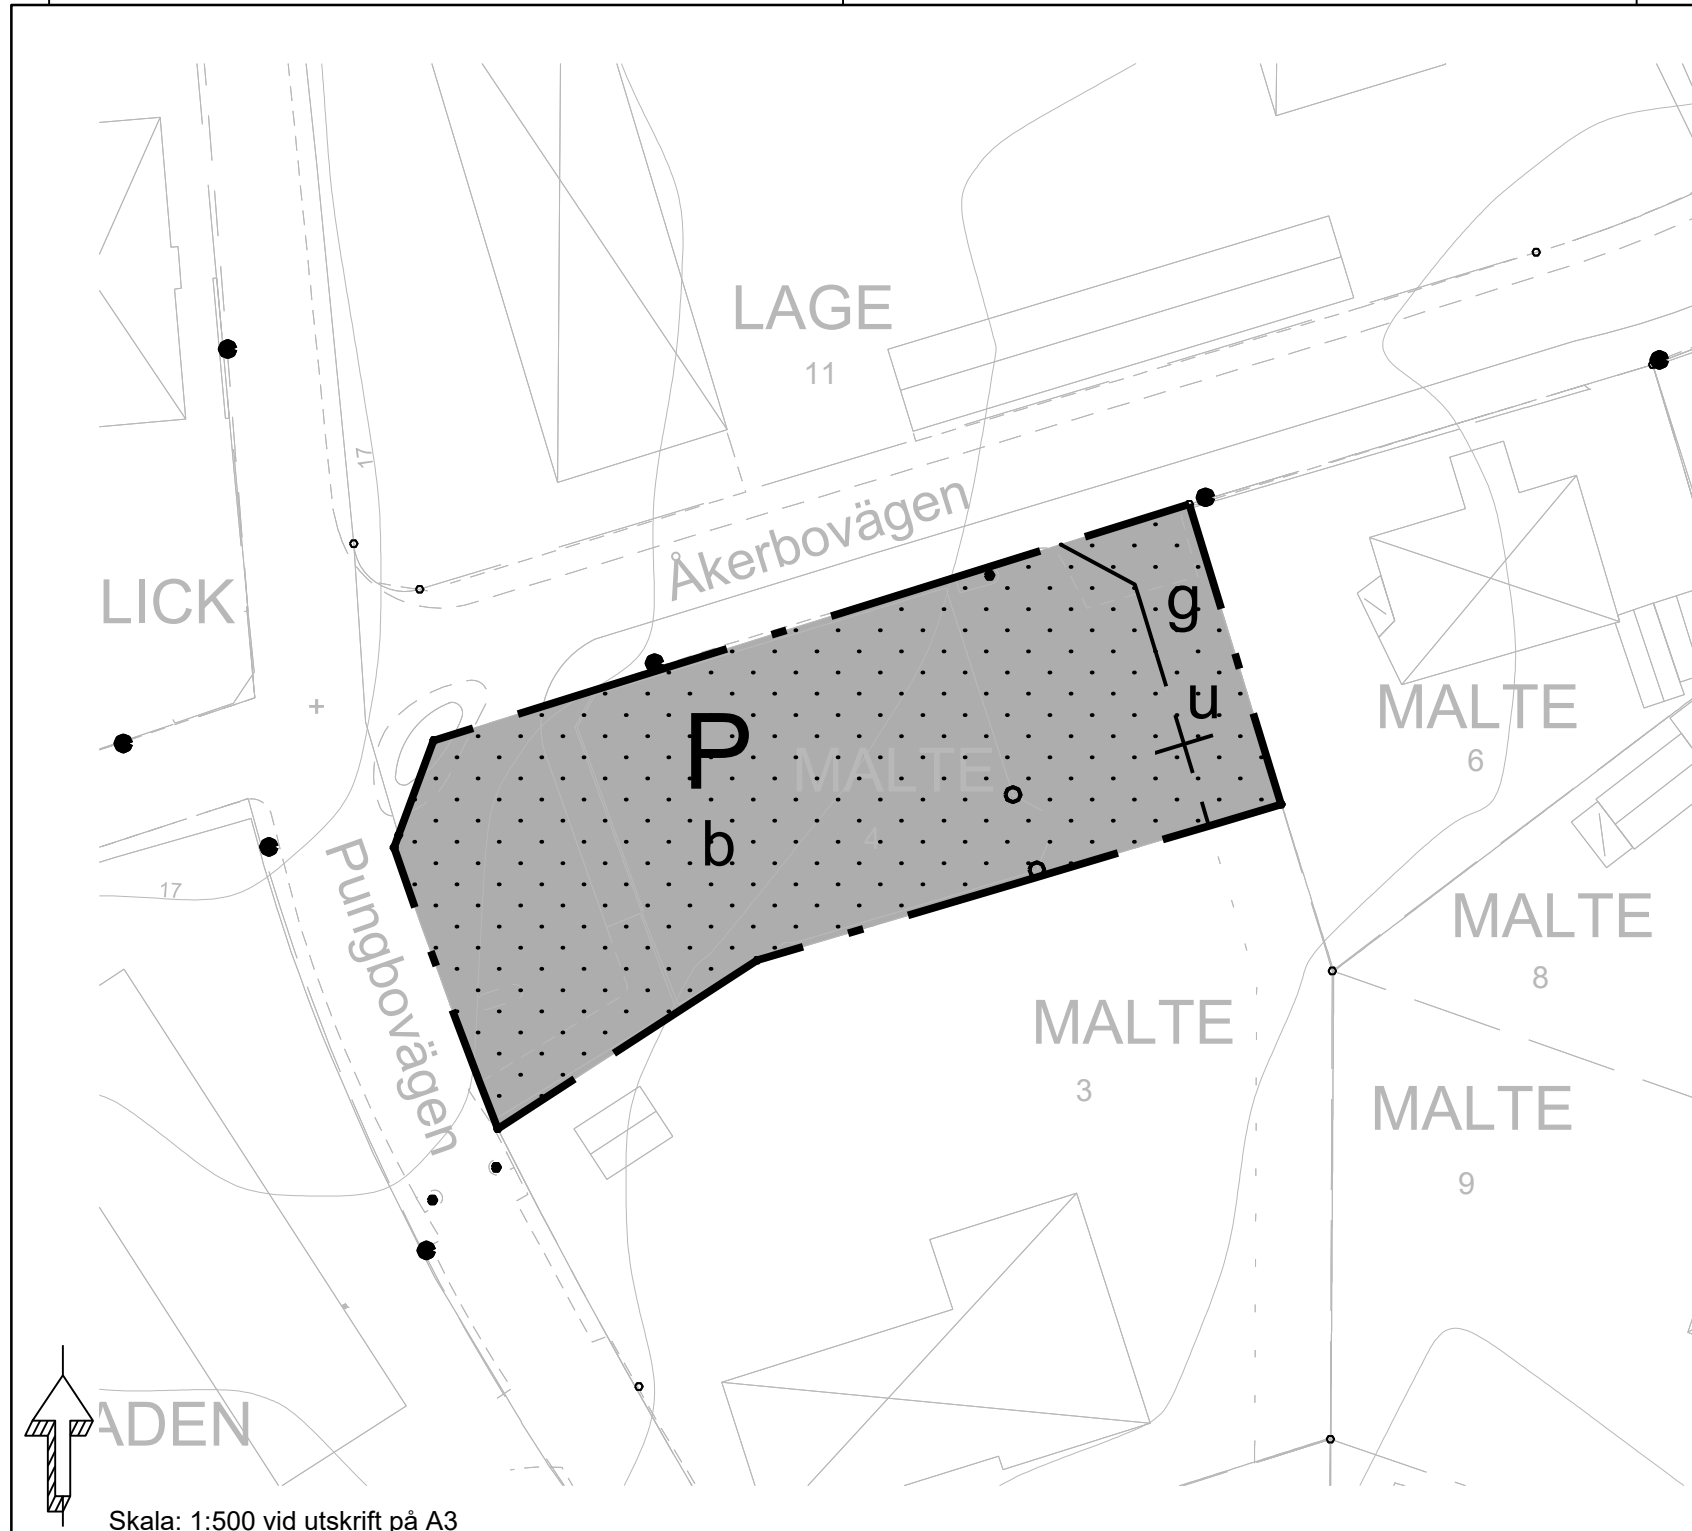 LAGE
11
17
Åkerbovägen
LICK
g
u
P
MALTE
b
4
MALTE
6
17
Pungbovägen
MALTE
8
MALTE
3
MALTE
9
ADEN
Skala: 1:500 vid utskrift på A3